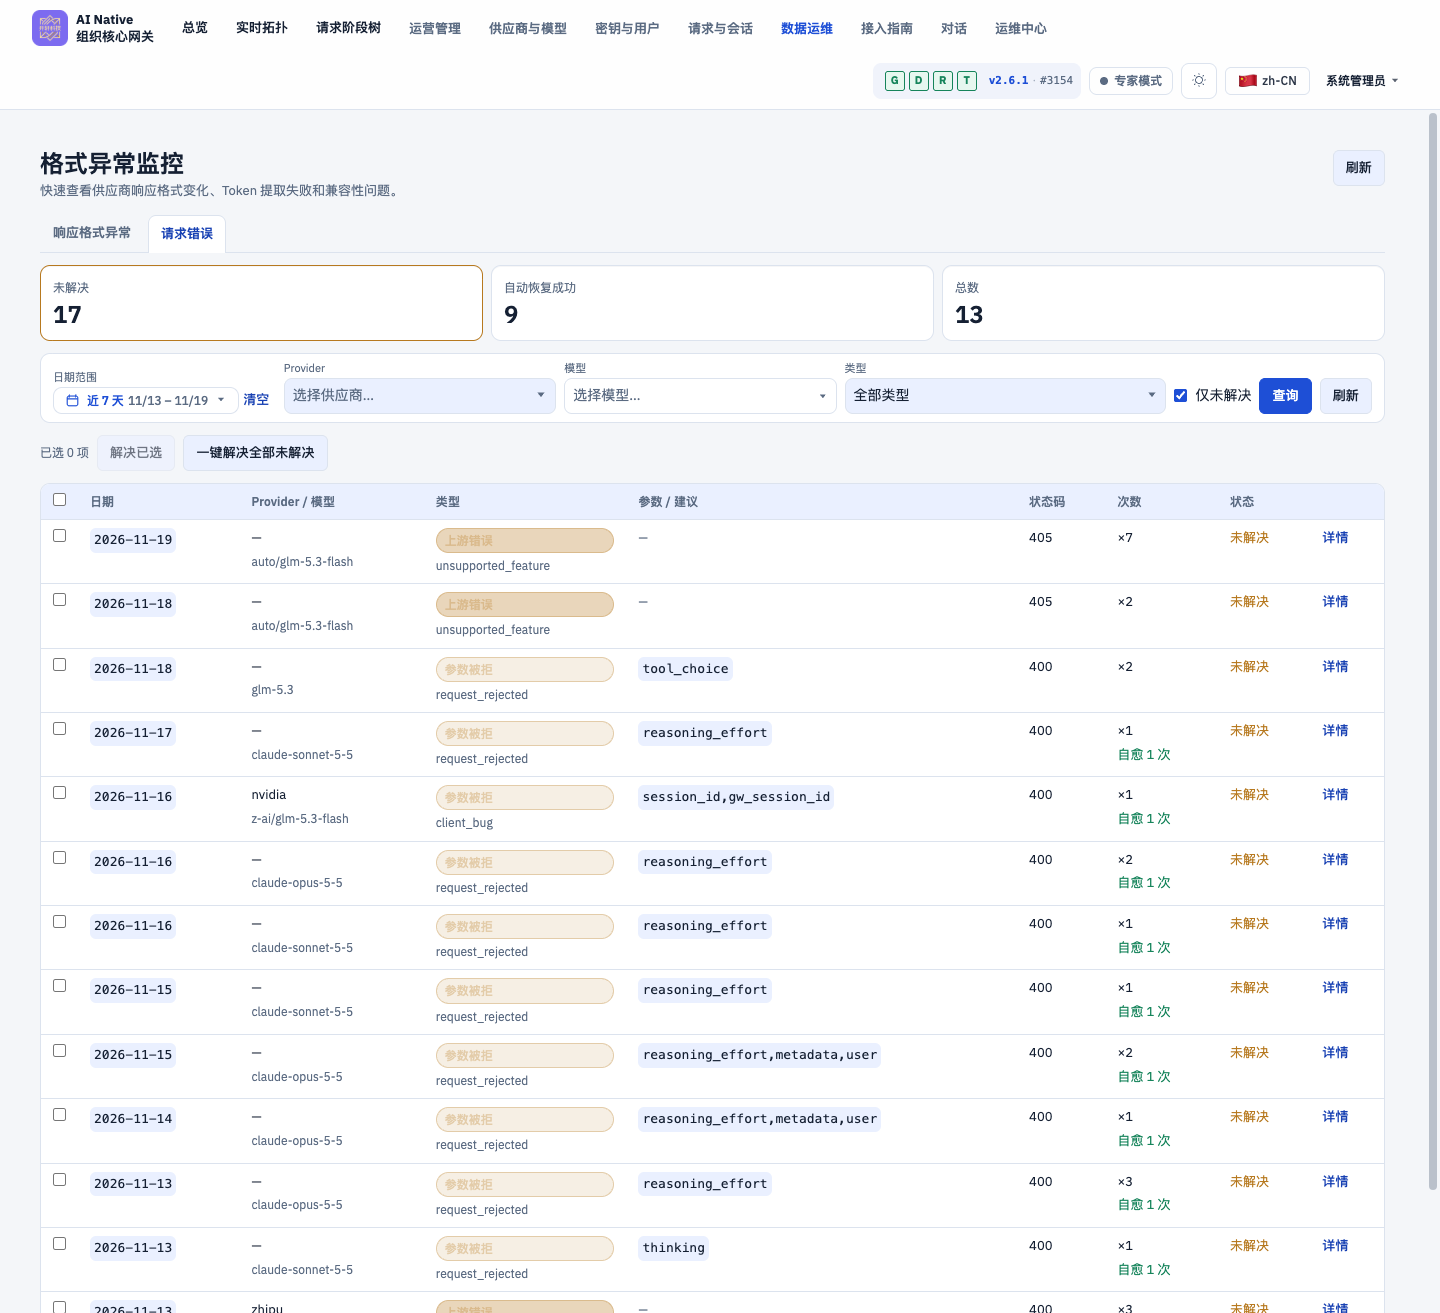 AI Native
组织核心网关
总览
实时拓扑
请求阶段树
运营管理
供应商与模型
密钥与用户
请求与会话
数据运维
接入指南
对话
运维中心
G D R T v2.6.1 · #3154
专家模式
zh-CN
系统管理员
格式异常监控
快速查看供应商响应格式变化、Token 提取失败和兼容性问题。
刷新
响应格式异常
请求错误
未解决
17
自动恢复成功
9
总数
13
日期范围
近 7 天 11/13 – 11/19
清空
Provider
选择供应商...
模型
选择模型...
类型
全部类型
仅未解决
查询
刷新
已选 0 项
解决已选
一键解决全部未解决
日期 Provider / 模型 类型 参数 / 建议 状态码 次数 状态
2026-11-19 — 上游错误 — 405 ×7 未解决 详情
auto/glm-5.3-flash unsupported_feature
2026-11-18 — 上游错误 — 405 ×2 未解决 详情
auto/glm-5.3-flash unsupported_feature
2026-11-18 — 参数被拒 tool_choice 400 ×2 未解决 详情
glm-5.3 request_rejected
2026-11-17 — 参数被拒 reasoning_effort 400 ×1 未解决 详情
claude-sonnet-5-5 request_rejected 自愈 1 次
2026-11-16 nvidia 参数被拒 session_id,gw_session_id 400 ×1 未解决 详情
z-ai/glm-5.3-flash client_bug 自愈 1 次
2026-11-16 — 参数被拒 reasoning_effort 400 ×2 未解决 详情
claude-opus-5-5 request_rejected 自愈 1 次
2026-11-16 — 参数被拒 reasoning_effort 400 ×1 未解决 详情
claude-sonnet-5-5 request_rejected 自愈 1 次
2026-11-15 — 参数被拒 reasoning_effort 400 ×1 未解决 详情
claude-sonnet-5-5 request_rejected 自愈 1 次
2026-11-15 — 参数被拒 reasoning_effort,metadata,user 400 ×2 未解决 详情
claude-opus-5-5 request_rejected 自愈 1 次
2026-11-14 — 参数被拒 reasoning_effort,metadata,user 400 ×1 未解决 详情
claude-opus-5-5 request_rejected 自愈 1 次
2026-11-13 — 参数被拒 reasoning_effort 400 ×3 未解决 详情
claude-opus-5-5 request_rejected 自愈 1 次
2026-11-13 — 参数被拒 thinking 400 ×1 未解决 详情
claude-sonnet-5-5 request_rejected 自愈 1 次
2026-11-13 zhipu 上游错误 — 400 ×3 未解决 详情